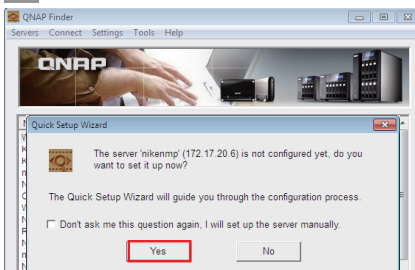 QNAP Finder
Servers Connect Settings Tools Help
QNAP
Quick Setup Wizard
The server 'nikenmp' (172.17.20.6) is not configured yet, do you
want to set it up now?
The Quick Setup Wizard will guide you through the configuration process.
Don't ask me this question again, I will set up the server manually.
Yes No